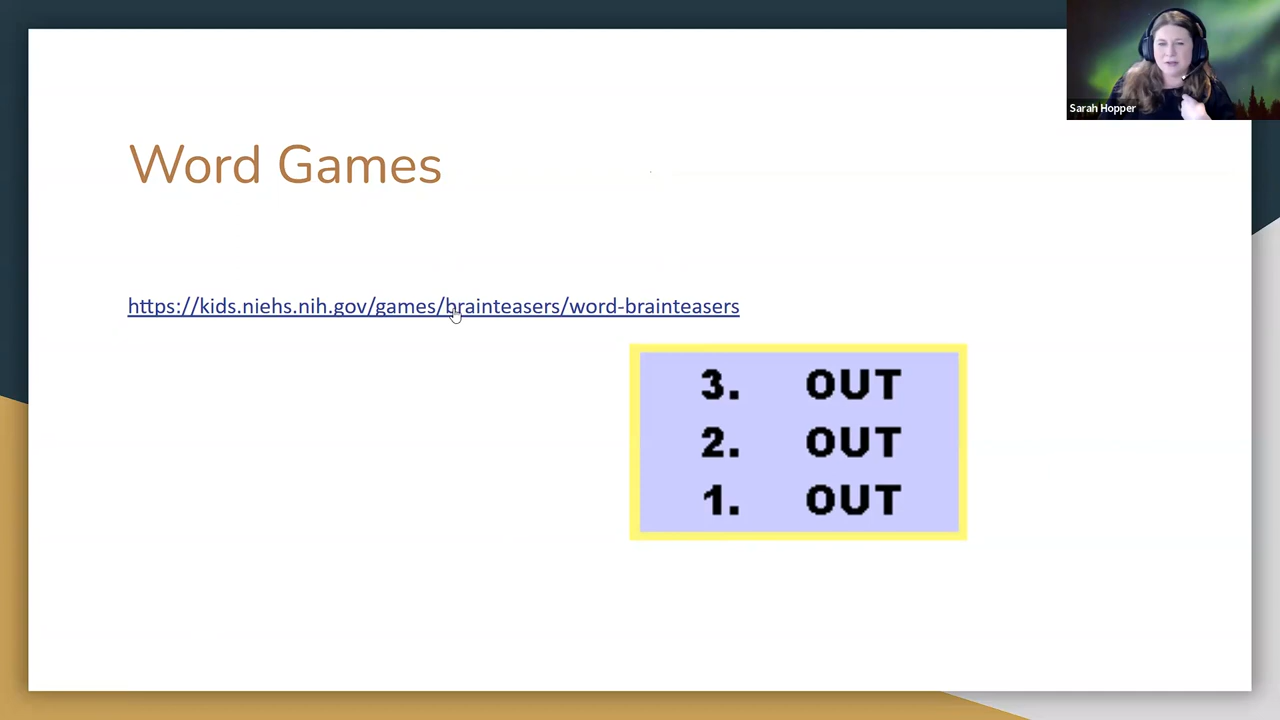 Sarah Hopper
Word Games
https://kids.niehs.nih.gov/games/brainteasers/word-brainteasers
3. OUT
2. OUT
1. OUT